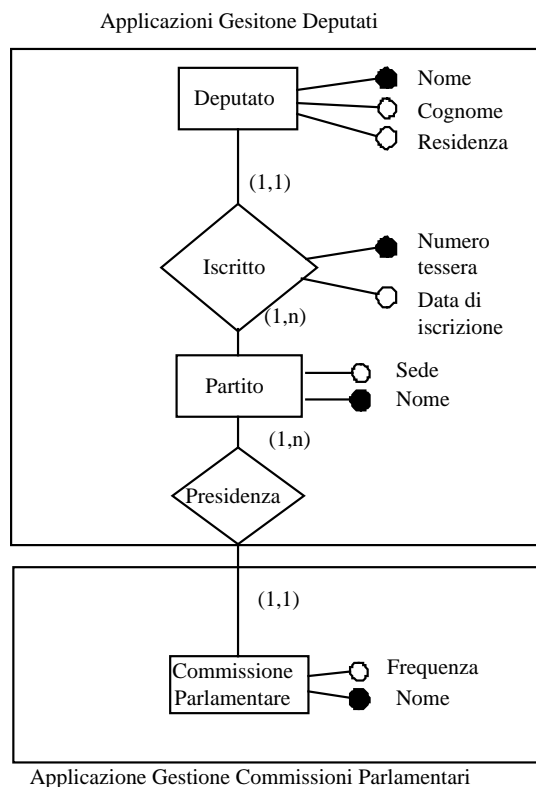 Applicazioni Gesitone Deputati
Deputato
Nome
Cognome
Residenza
(1,1)
Iscritto
Numero
tessera
Data di
iscrizione
(1,n)
Partito
Sede
Nome
(1,n)
Presidenza
(1,1)
Commissione
Parlamentare
Frequenza
Nome
Applicazione Gestione Commissioni Parlamentari